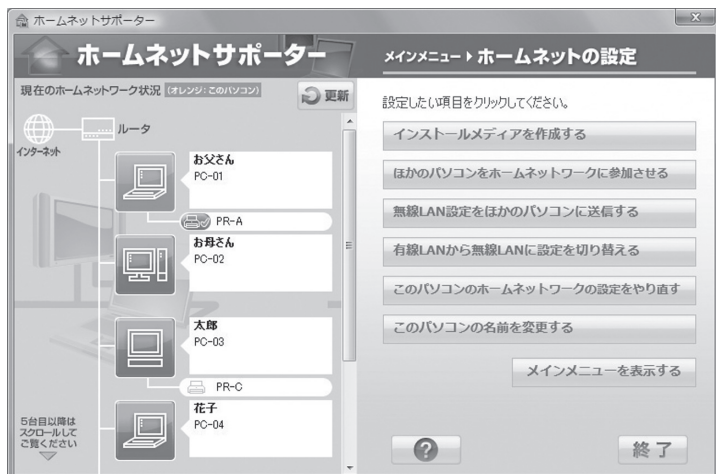 ホームネットサポーター
ホームネットサポーター
メインメニュー▶ホームネットの設定
現在のホームネットワーク状況 (オレンジ:このパソコン)
更新
インターネット
ルータ
お父さん
PC-01
PR-A
お母さん
PC-02
太郎
PC-03
PR-C
花子
PC-04
5台目以降は
スクロールして
ご覧ください
設定したい項目をクリックしてください。
インストールメディアを作成する
ほかのパソコンをホームネットワークに参加させる
無線LAN設定をほかのパソコンに送信する
有線LANから無線LANに設定を切り替える
このパソコンのホームネットワークの設定をやり直す
このパソコンの名前を変更する
メインメニューを表示する
?
終了